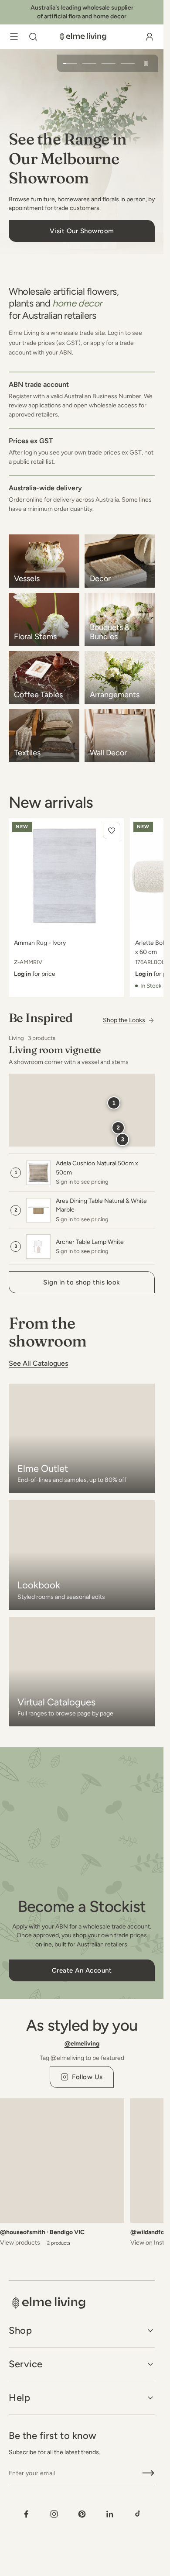 Australia's leading wholesale supplier
of artificial flora and home decor
elme living
See the Range in
Our Melbourne
Showroom
Browse furniture, homewares and florals in person, by
appointment for trade customers.
Visit Our Showroom
Wholesale artificial flowers,
plants and home decor
for Australian retailers
Elme Living is a wholesale trade site. Log in to see
your trade prices (ex GST), or apply for a trade
account with your ABN.
ABN trade account
Register with a valid Australian Business Number. We
review applications and open wholesale access for
approved retailers.
Prices ex GST
After login you see your own trade prices ex GST, not
a public retail list.
Australia-wide delivery
Order online for delivery across Australia. Some lines
have a minimum order quantity.
Vessels
Decor
Floral Stems
Bouquets &
Bundles
Coffee Tables
Arrangements
Textiles
Wall Decor
New arrivals
NEW
NEW
Amman Rug - Ivory
Arlette Bol
x 60 cm
Z-AMMRIV
176ARLBOL
Log in for price
Log in for p
In Stock
Be Inspired
Shop the Looks →
Living · 3 products
Living room vignette
A showroom corner with a vessel and stems
1
2
3
1
Adela Cushion Natural 50cm x
50cm
Sign in to see pricing
2
Ares Dining Table Natural & White
Marble
Sign in to see pricing
3
Archer Table Lamp White
Sign in to see pricing
Sign in to shop this look
From the
showroom
See All Catalogues
Elme Outlet
End-of-lines and samples, up to 80% off
Lookbook
Styled rooms and seasonal edits
Virtual Catalogues
Full ranges to browse page by page
Become a Stockist
Apply with your ABN for a wholesale trade account.
Once approved, you shop your own trade prices
online, built for Australian retailers.
Create An Account
As styled by you
@elmeliving
Tag @elmeliving to be featured
Follow Us
@houseofsmith · Bendigo VIC
@wildandfo
View products 2 products
View on Inst
elme living
Shop
Service
Help
Be the first to know
Subscribe for all the latest trends.
Enter your email